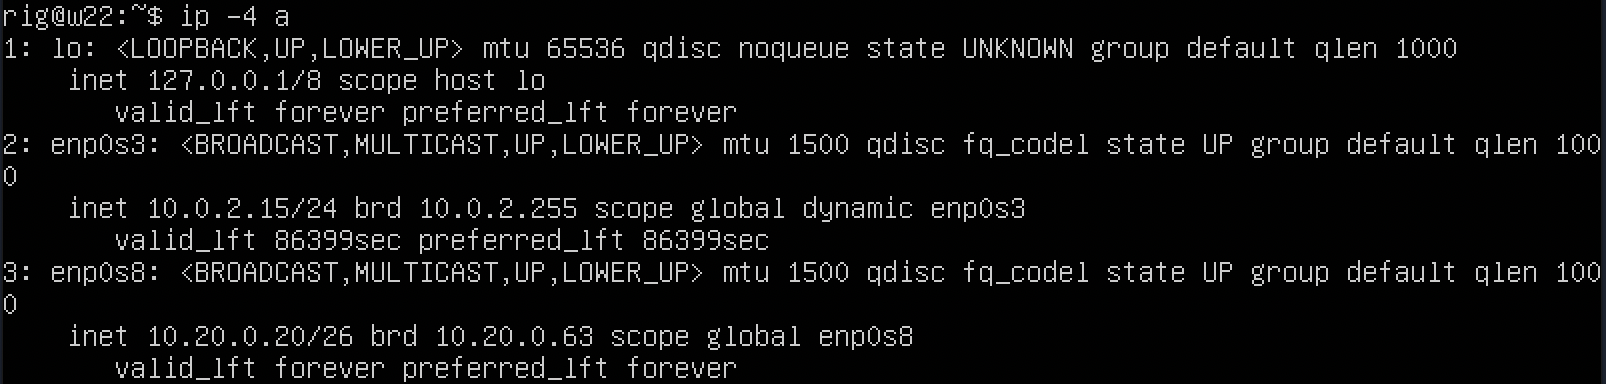 rig@w22:~$ ip -4 a
1: lo: <LOOPBACK,UP,LOWER_UP> mtu 65536 qdisc noqueue state UNKNOWN group default qlen 1000
    inet 127.0.0.1/8 scope host lo
       valid_lft forever preferred_lft forever
2: enp0s3: <BROADCAST,MULTICAST,UP,LOWER_UP> mtu 1500 qdisc fq_codel state UP group default qlen 100
0
    inet 10.0.2.15/24 brd 10.0.2.255 scope global dynamic enp0s3
       valid_lft 86399sec preferred_lft 86399sec
3: enp0s8: <BROADCAST,MULTICAST,UP,LOWER_UP> mtu 1500 qdisc fq_codel state UP group default qlen 100
0
    inet 10.20.0.20/26 brd 10.20.0.63 scope global enp0s8
       valid_lft forever preferred_lft forever